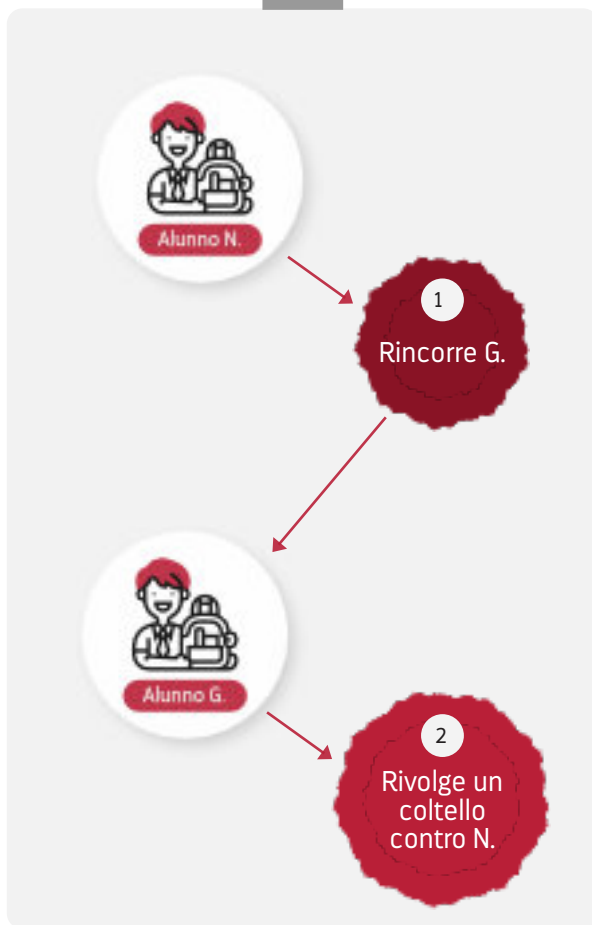 Alunno N.
1
Rincorre G.
Alunno G.
2
Rivolge un
coltello
contro N.